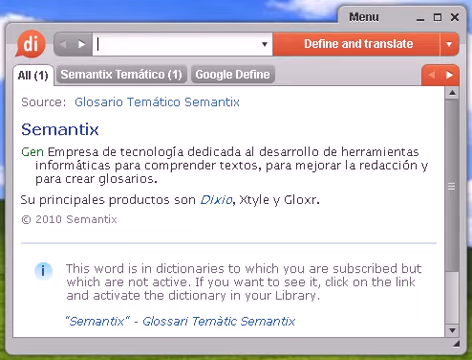 Menu
di
Define and translate
All (1)
Semantix Temático (1)
Google Define
Source: Glosario Temático Semantix
Semantix
Gen Empresa de tecnología dedicada al desarrollo de herramientas
informáticas para comprender textos, para mejorar la redacción y
para crear glosarios.
Su principales producto son Dixio, Xtyle y Gloxr.
© 2010 Semantix
i
This word is in dictionaries to which you are subscribed but
which are not active. If you want to see it, click on the link
and activate the dictionary in your Library.
"Semantix" - Glossari Temàtic Semantix